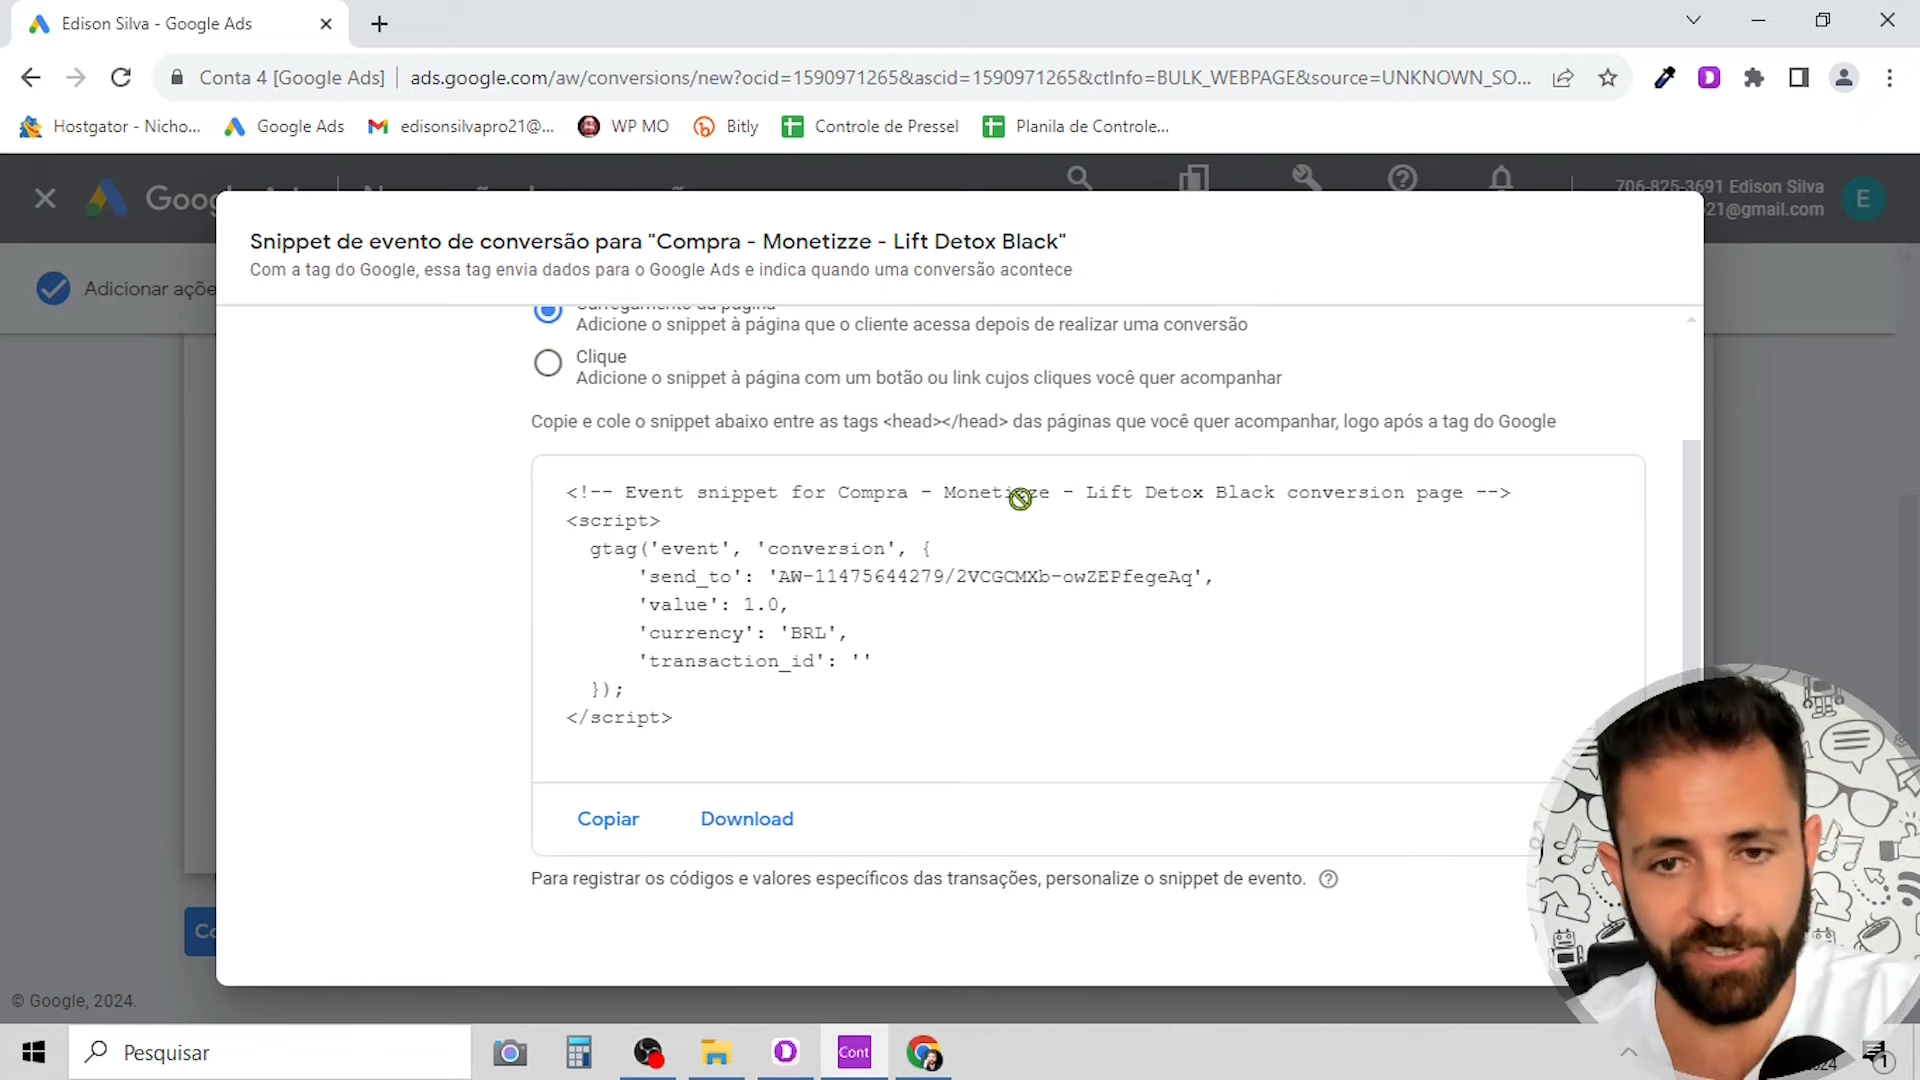 Edison Silva - Google Ads
Conta 4 [Google Ads]
ads.google.com/aw/conversions/new?ocid=1590971265&ascid=1590971265&ctInfo=BULK_WEBPAGE&source=UNKNOWN_SO...
Hostgator - Nicho...
Google Ads
edisonsilvapro21@...
WP MO
Bitly
Controle de Pressel
Planila de Controle...
706-825-3691 Edison Silva
21@gmail.com
E
Snippet de evento de conversão para "Compra - Monetizze - Lift Detox Black"
Com a tag do Google, essa tag envia dados para o Google Ads e indica quando uma conversão acontece
Adicionar açõe
Carregamento da página
Adicione o snippet à página que o cliente acessa depois de realizar uma conversão
Clique
Adicione o snippet à página com um botão ou link cujos cliques você quer acompanhar
Copie e cole o snippet abaixo entre as tags <head></head> das páginas que você quer acompanhar, logo após a tag do Google
<!-- Event snippet for Compra - Monetizze - Lift Detox Black conversion page -->
<script>
gtag('event', 'conversion', {
'send_to': 'AW-11475644279/2VCGCMXb-owZEPfegeAq',
'value': 1.0,
'currency': 'BRL',
'transaction_id': ''
});
</script>
Copiar
Download
Para registrar os códigos e valores específicos das transações, personalize o snippet de evento.
© Google, 2024.
Pesquisar
Cont
1